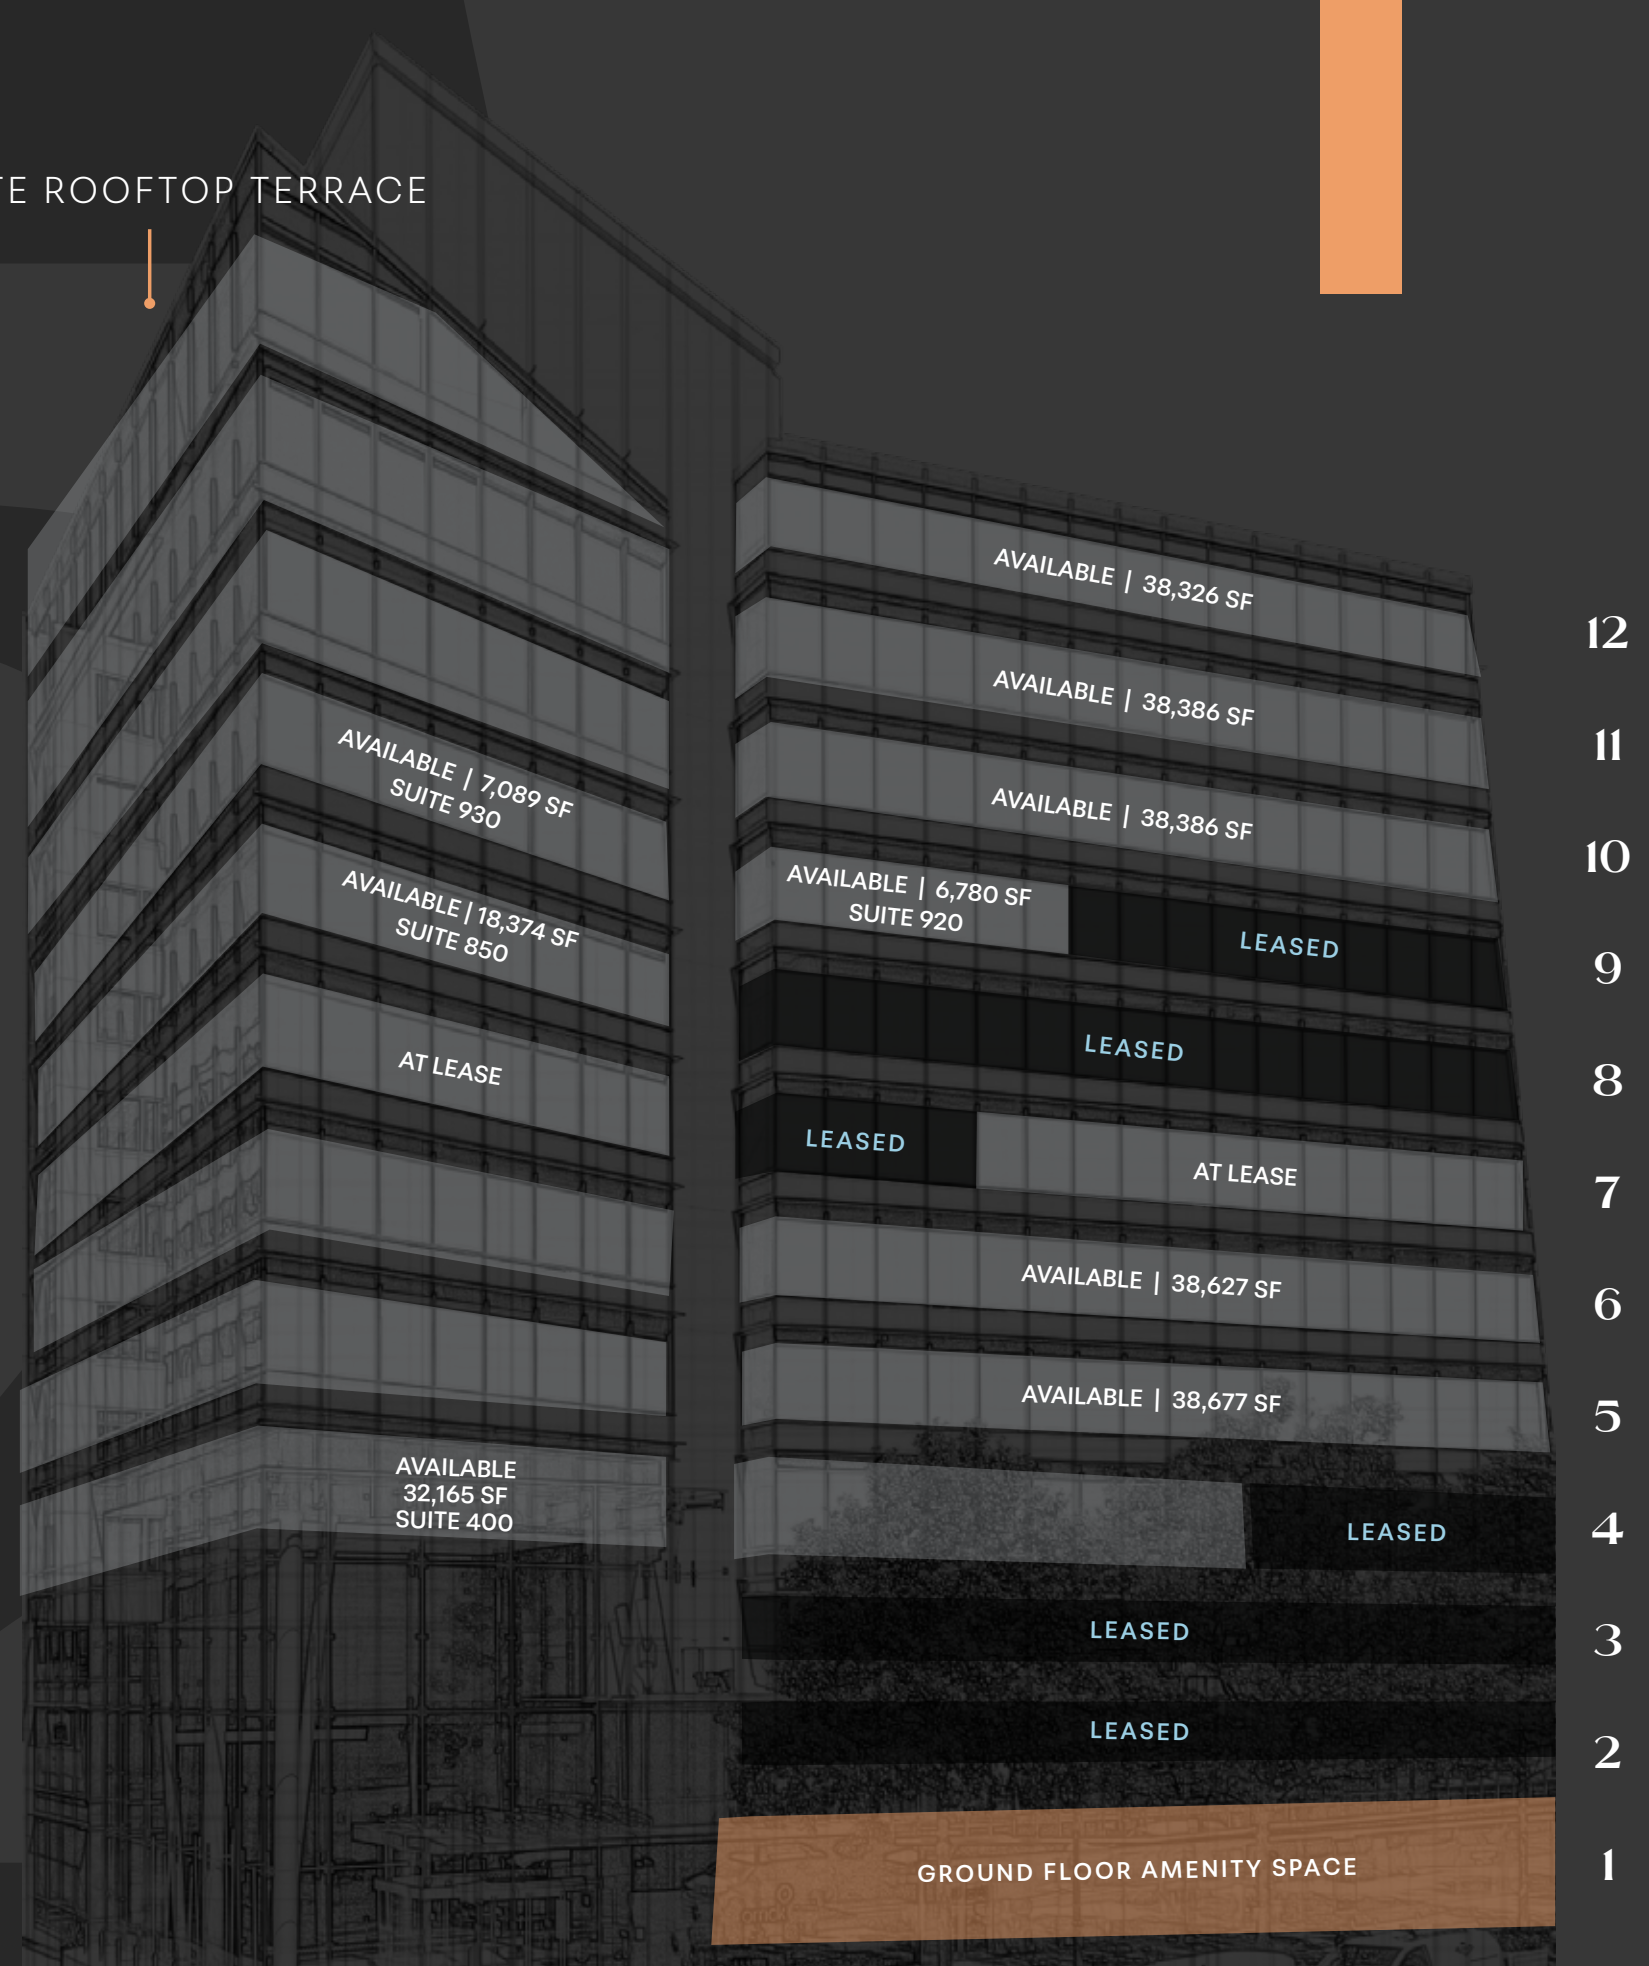 TE ROOFTOP TERRACE
AVAILABLE | 38,326 SF
12
AVAILABLE | 38,386 SF
11
AVAILABLE | 38,386 SF
10
AVAILABLE | 7,089 SF
SUITE 930
AVAILABLE | 6,780 SF
SUITE 920
LEASED
9
AVAILABLE | 18,374 SF
SUITE 850
LEASED
8
AT LEASE
LEASED
AT LEASE
7
AVAILABLE | 38,627 SF
6
AVAILABLE | 38,677 SF
5
AVAILABLE
32,165 SF
SUITE 400
LEASED
4
LEASED
3
LEASED
2
GROUND FLOOR AMENITY SPACE
1